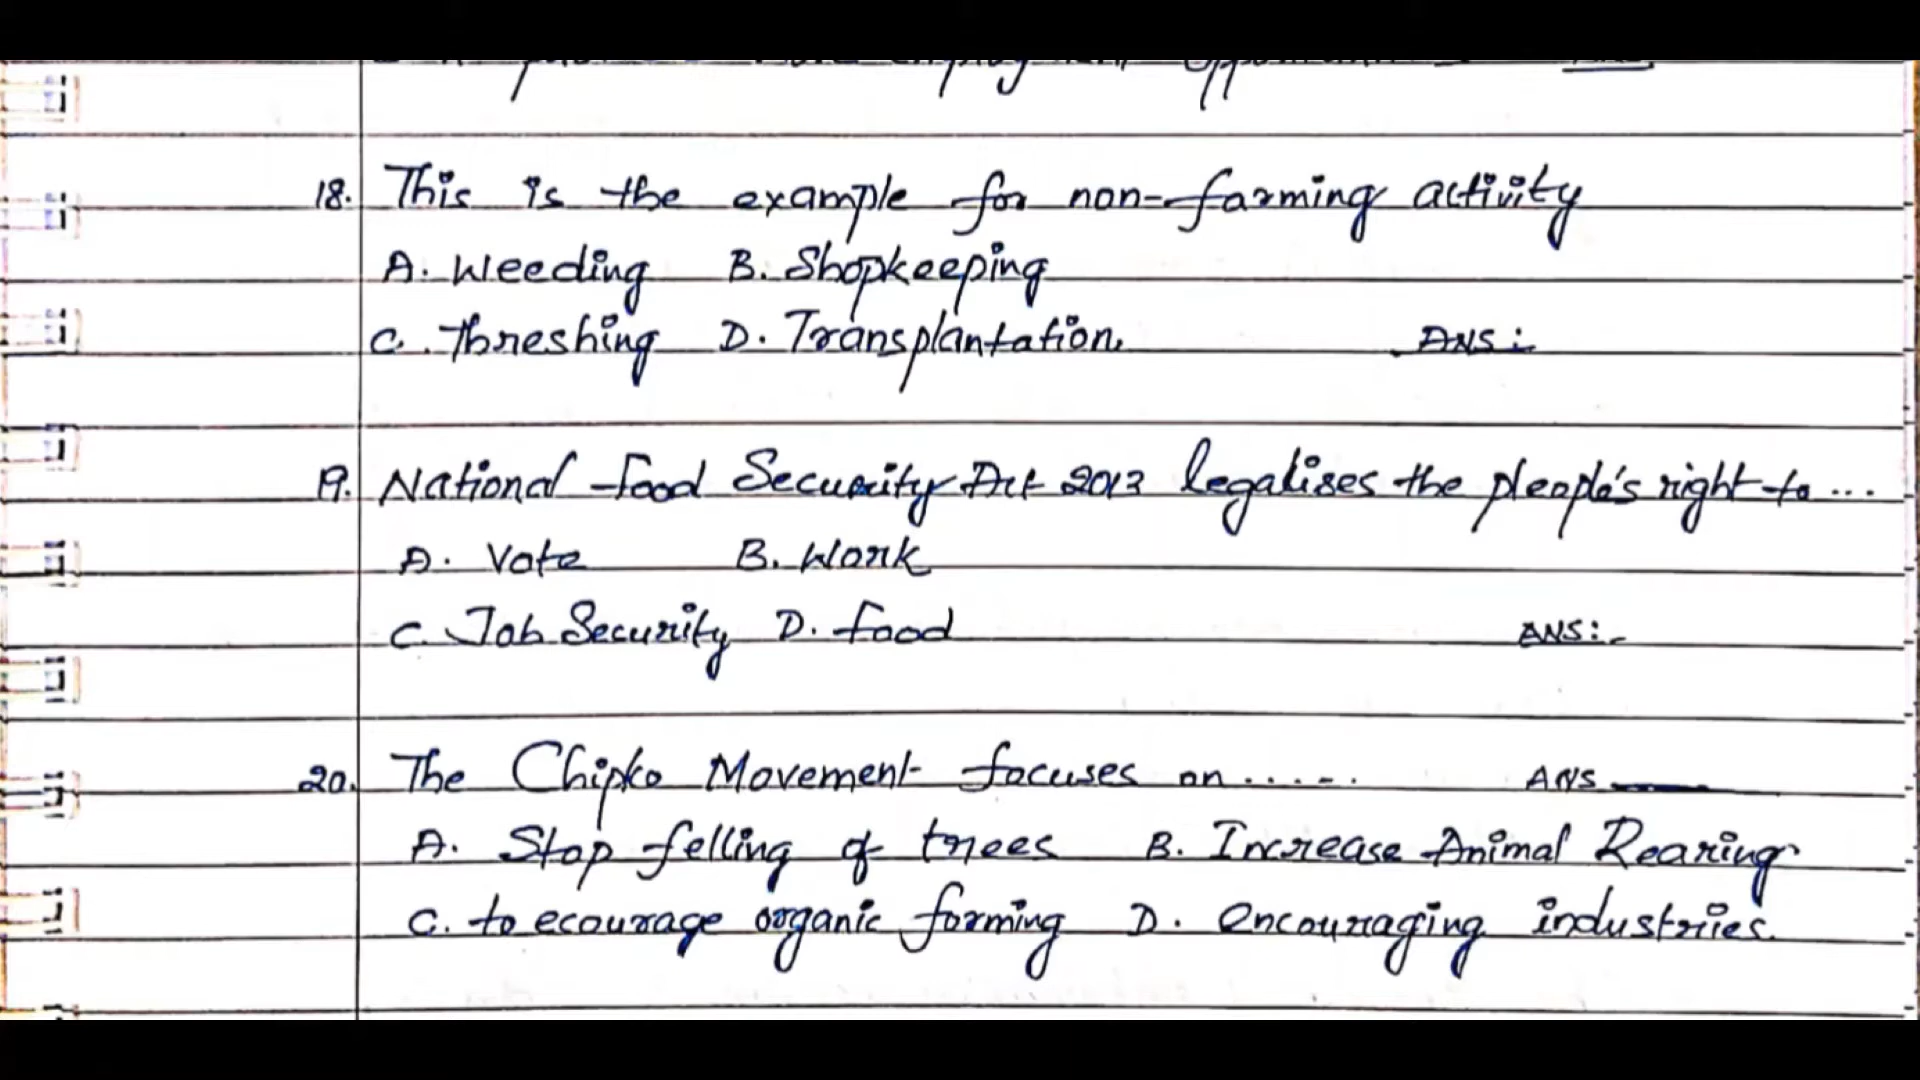 employment
18. This is the example for non-farming activity
A. Weeding B. Shopkeeping
C. Threshing D. Transplantation. ANS:
19. National Food Security Act 2013 legalises the pleople's right to ...
A. Vote B. Work
C. Job Security D. Food ANS:-
20. The Chipko Movement focuses on ...... ANS
A. Stop felling of trees B. Increase Animal Rearing
C. to ecourage organic forming D. encouraging industries.